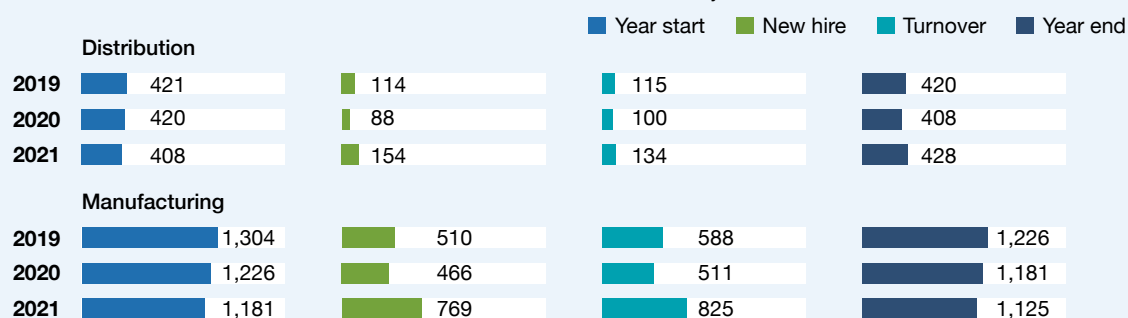 Year start New hire Turnover Year end
Distribution
2019 421 114 115 420
2020 420 88 100 408
2021 408 154 134 428
Manufacturing
2019 1,304 510 588 1,226
2020 1,226 466 511 1,181
2021 1,181 769 825 1,125